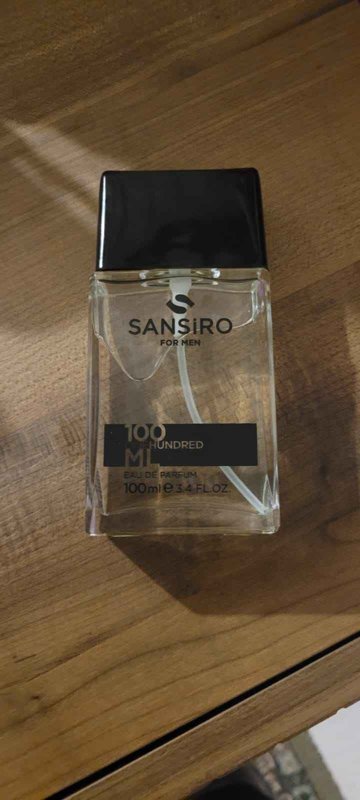 SANSiRO
FOR MEN
100
HUNDRED
ML
EAU DE PARFUM
100ml e 3.4 FL.OZ.